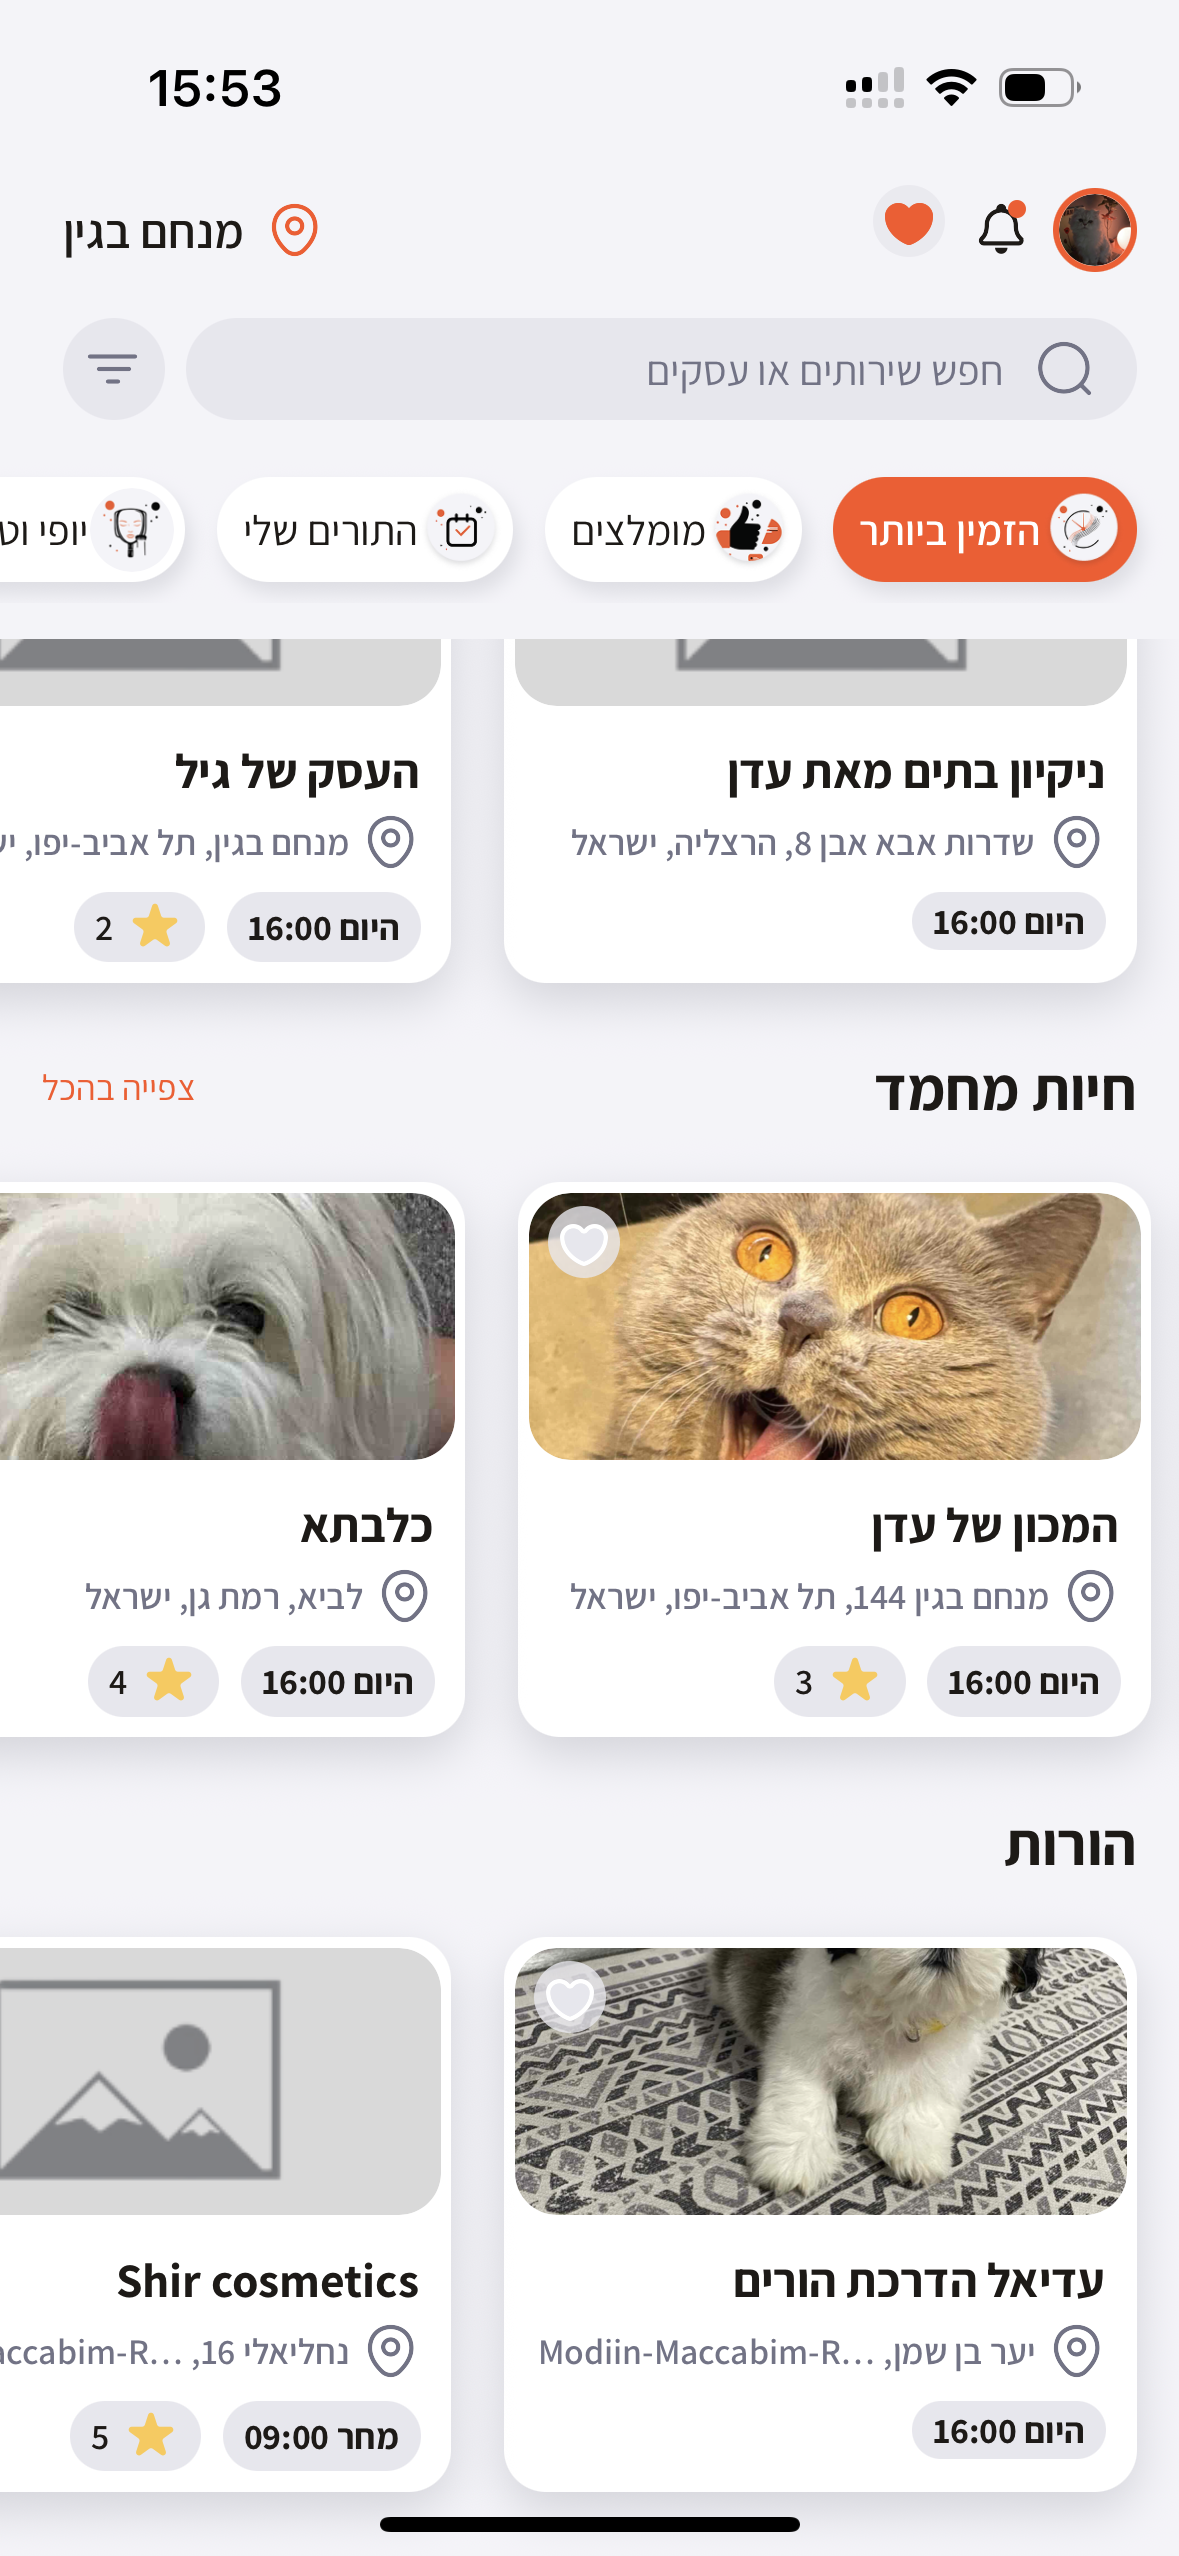 15:53
מנחם בגין
חפש שירותים או עסקים
הזמין ביותר
מומלצים
התורים שלי
יופי וט
ניקיון בתים מאת עדן
שדרות אבא אבן 8, הרצליה, ישראל
היום 16:00
העסק של גיל
מנחם בגין, תל אביב-יפו, יש
היום 16:00
2
חיות מחמד
צפייה בהכל
המכון של עדן
מנחם בגין 144, תל אביב-יפו, ישראל
היום 16:00
3
כלבתא
לביא, רמת גן, ישראל
היום 16:00
4
הורות
עדיאל הדרכת הורים
יער בן שמן, Modiin-Maccabim-R…
היום 16:00
Shir cosmetics
נחליאלי 16, accabim-R…
מחר 09:00
5